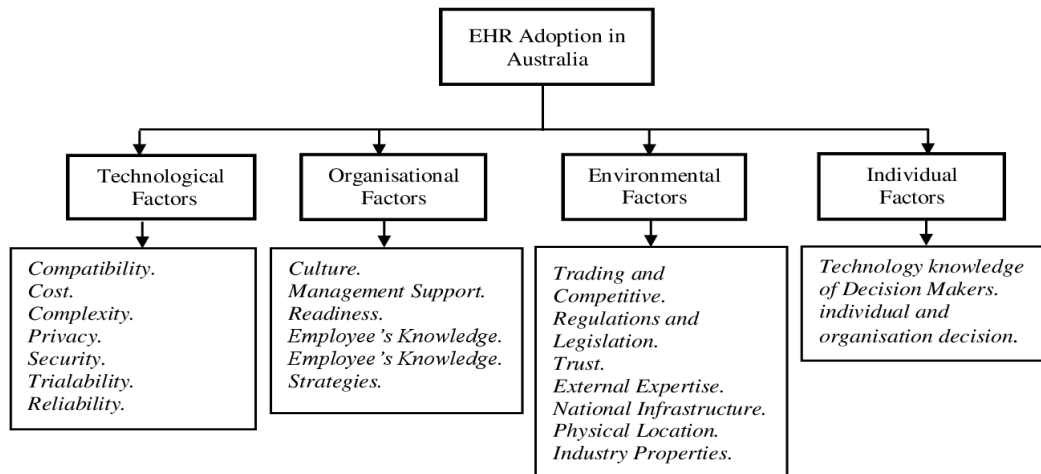 EHR Adoption in
Australia
Technological
Factors
Organisational
Factors
Environmental
Factors
Individual
Factors
Compatibility.
Cost.
Complexity.
Privacy.
Security.
Trialability.
Reliability.
Culture.
Management Support.
Readiness.
Employee’s Knowledge.
Employee’s Knowledge.
Strategies.
Trading and
Competitive.
Regulations and
Legislation.
Trust.
External Expertise.
National Infrastructure.
Physical Location.
Industry Properties.
Technology knowledge
of Decision Makers.
individual and
organisation decision.